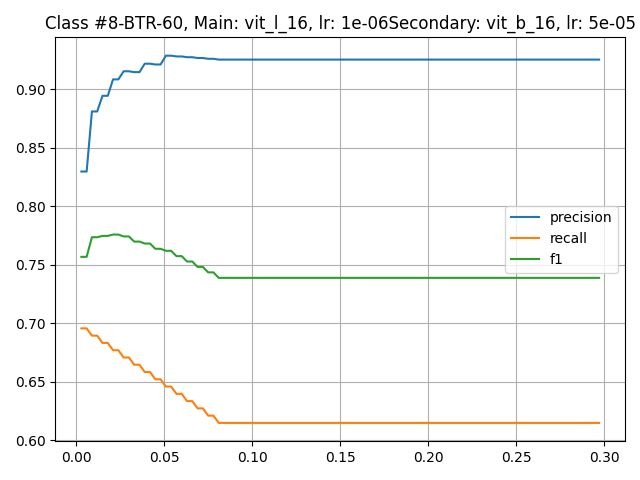 Class #8-BTR-60, Main: vit_l_16, lr: 1e-06Secondary: vit_b_16, lr: 5e-05
0.90
0.85
0.80
0.75
0.70
0.65
0.60
precision
recall
f1
0.00 0.05 0.10 0.15 0.20 0.25 0.30